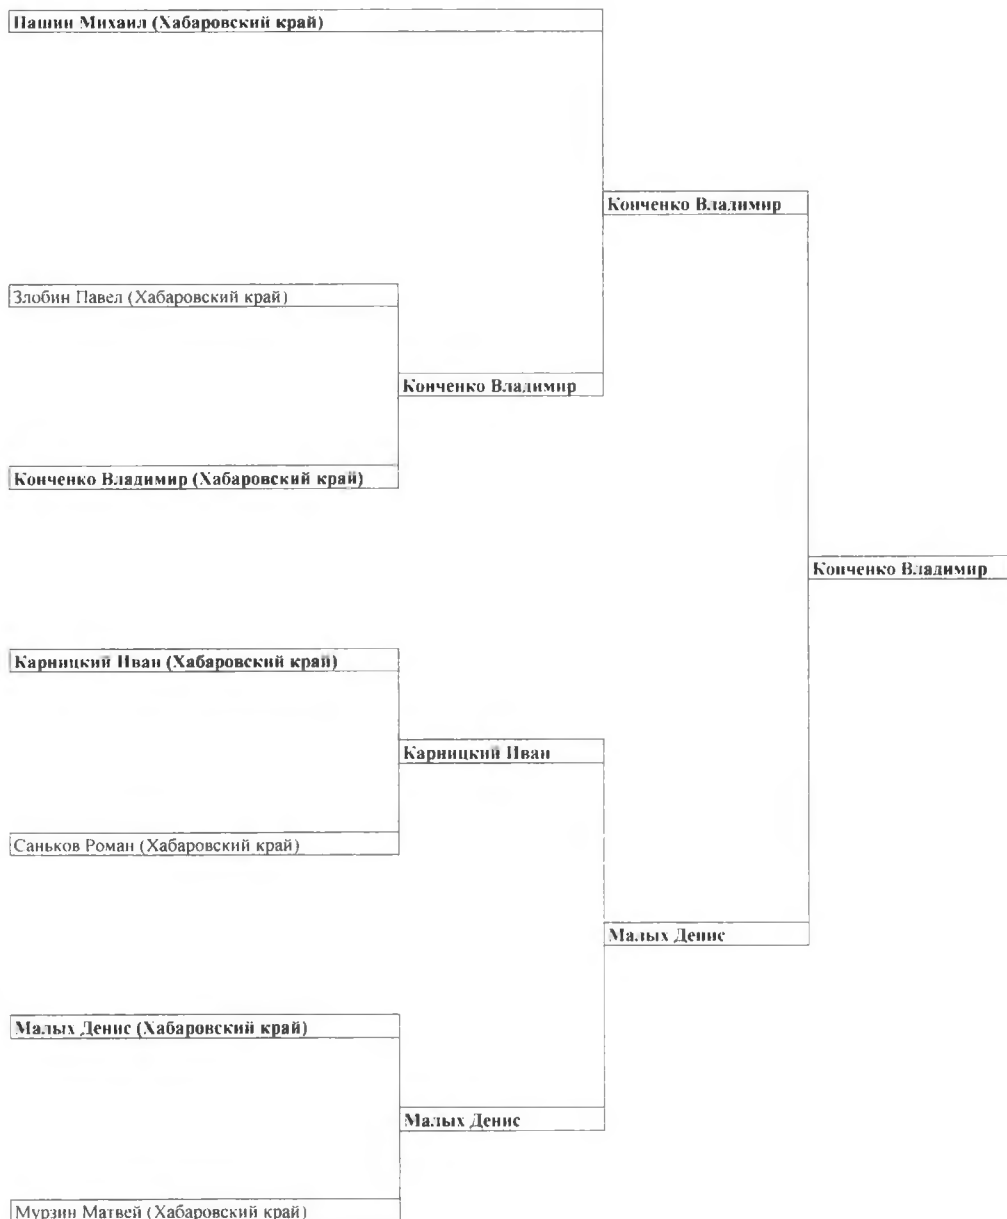 Пашин Михаил (Хабаровский край)
Конченко Владимир
Злобин Павел (Хабаровский край)
Конченко Владимир
Конченко Владимир (Хабаровский край)
Конченко Владимир
Карницкий Иван (Хабаровский край)
Карницкий Иван
Саньков Роман (Хабаровский край)
Малых Денис
Малых Денис (Хабаровский край)
Малых Денис
Мурзин Матвей (Хабаровский край)